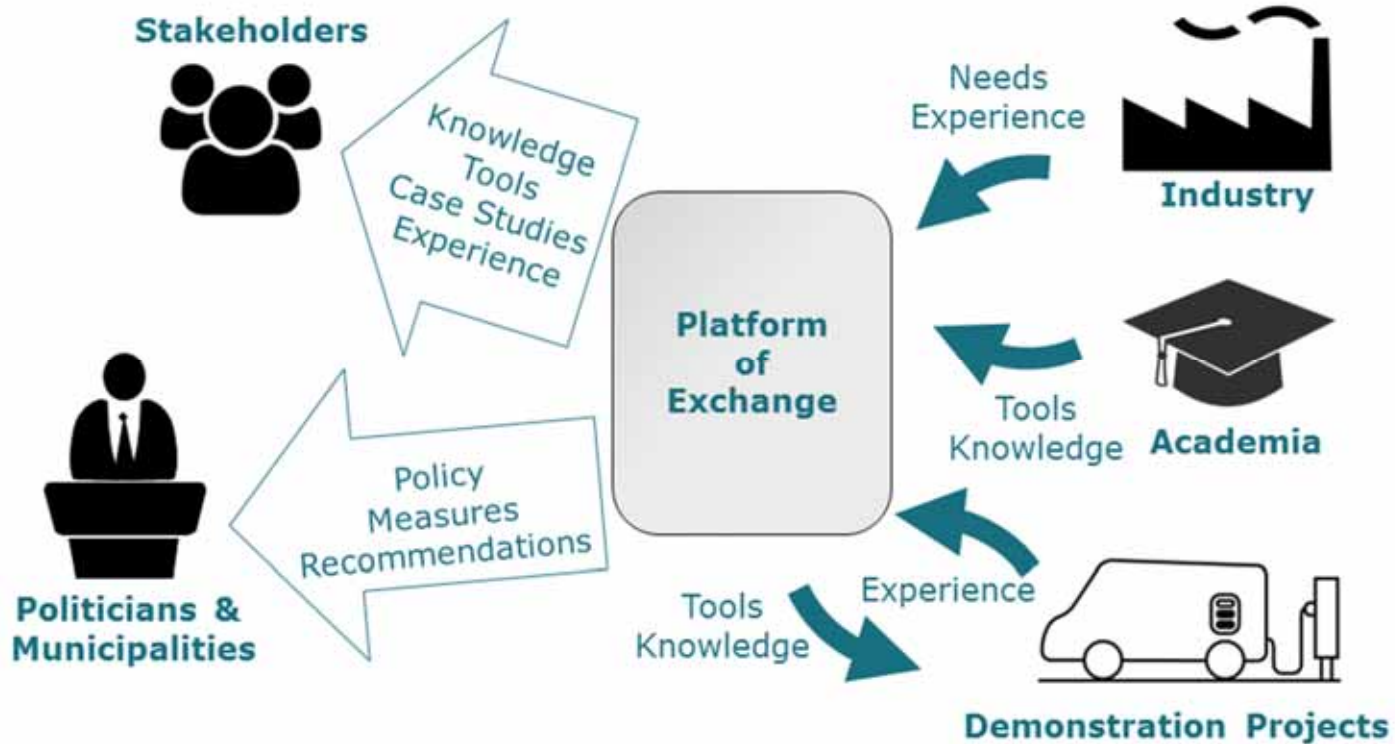 Stakeholders
Knowledge
Tools
Case Studies
Experience
Needs
Experience
Industry
Platform
of
Exchange
Tools
Knowledge
Academia
Policy
Measures
Recommendations
Politicians &
Municipalities
Tools
Knowledge
Experience
Demonstration Projects